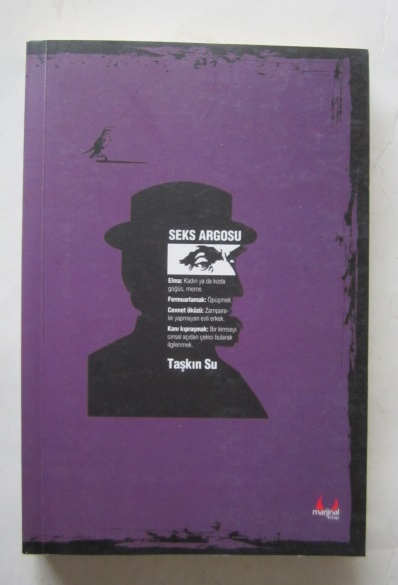 SEKS ARGOSU
Elma: Kadın ya da kızda
göğüs, meme.
Fermuarlamak: Öpüşmek
Cennet öküzü: Zampara-
lık yapmayan evli erkek.
Kanı kıpraşmak: Bir kimseyi
cinsel açıdan çekici bularak
ilgilenmek.
Taşkın Su
marjinal
kitap